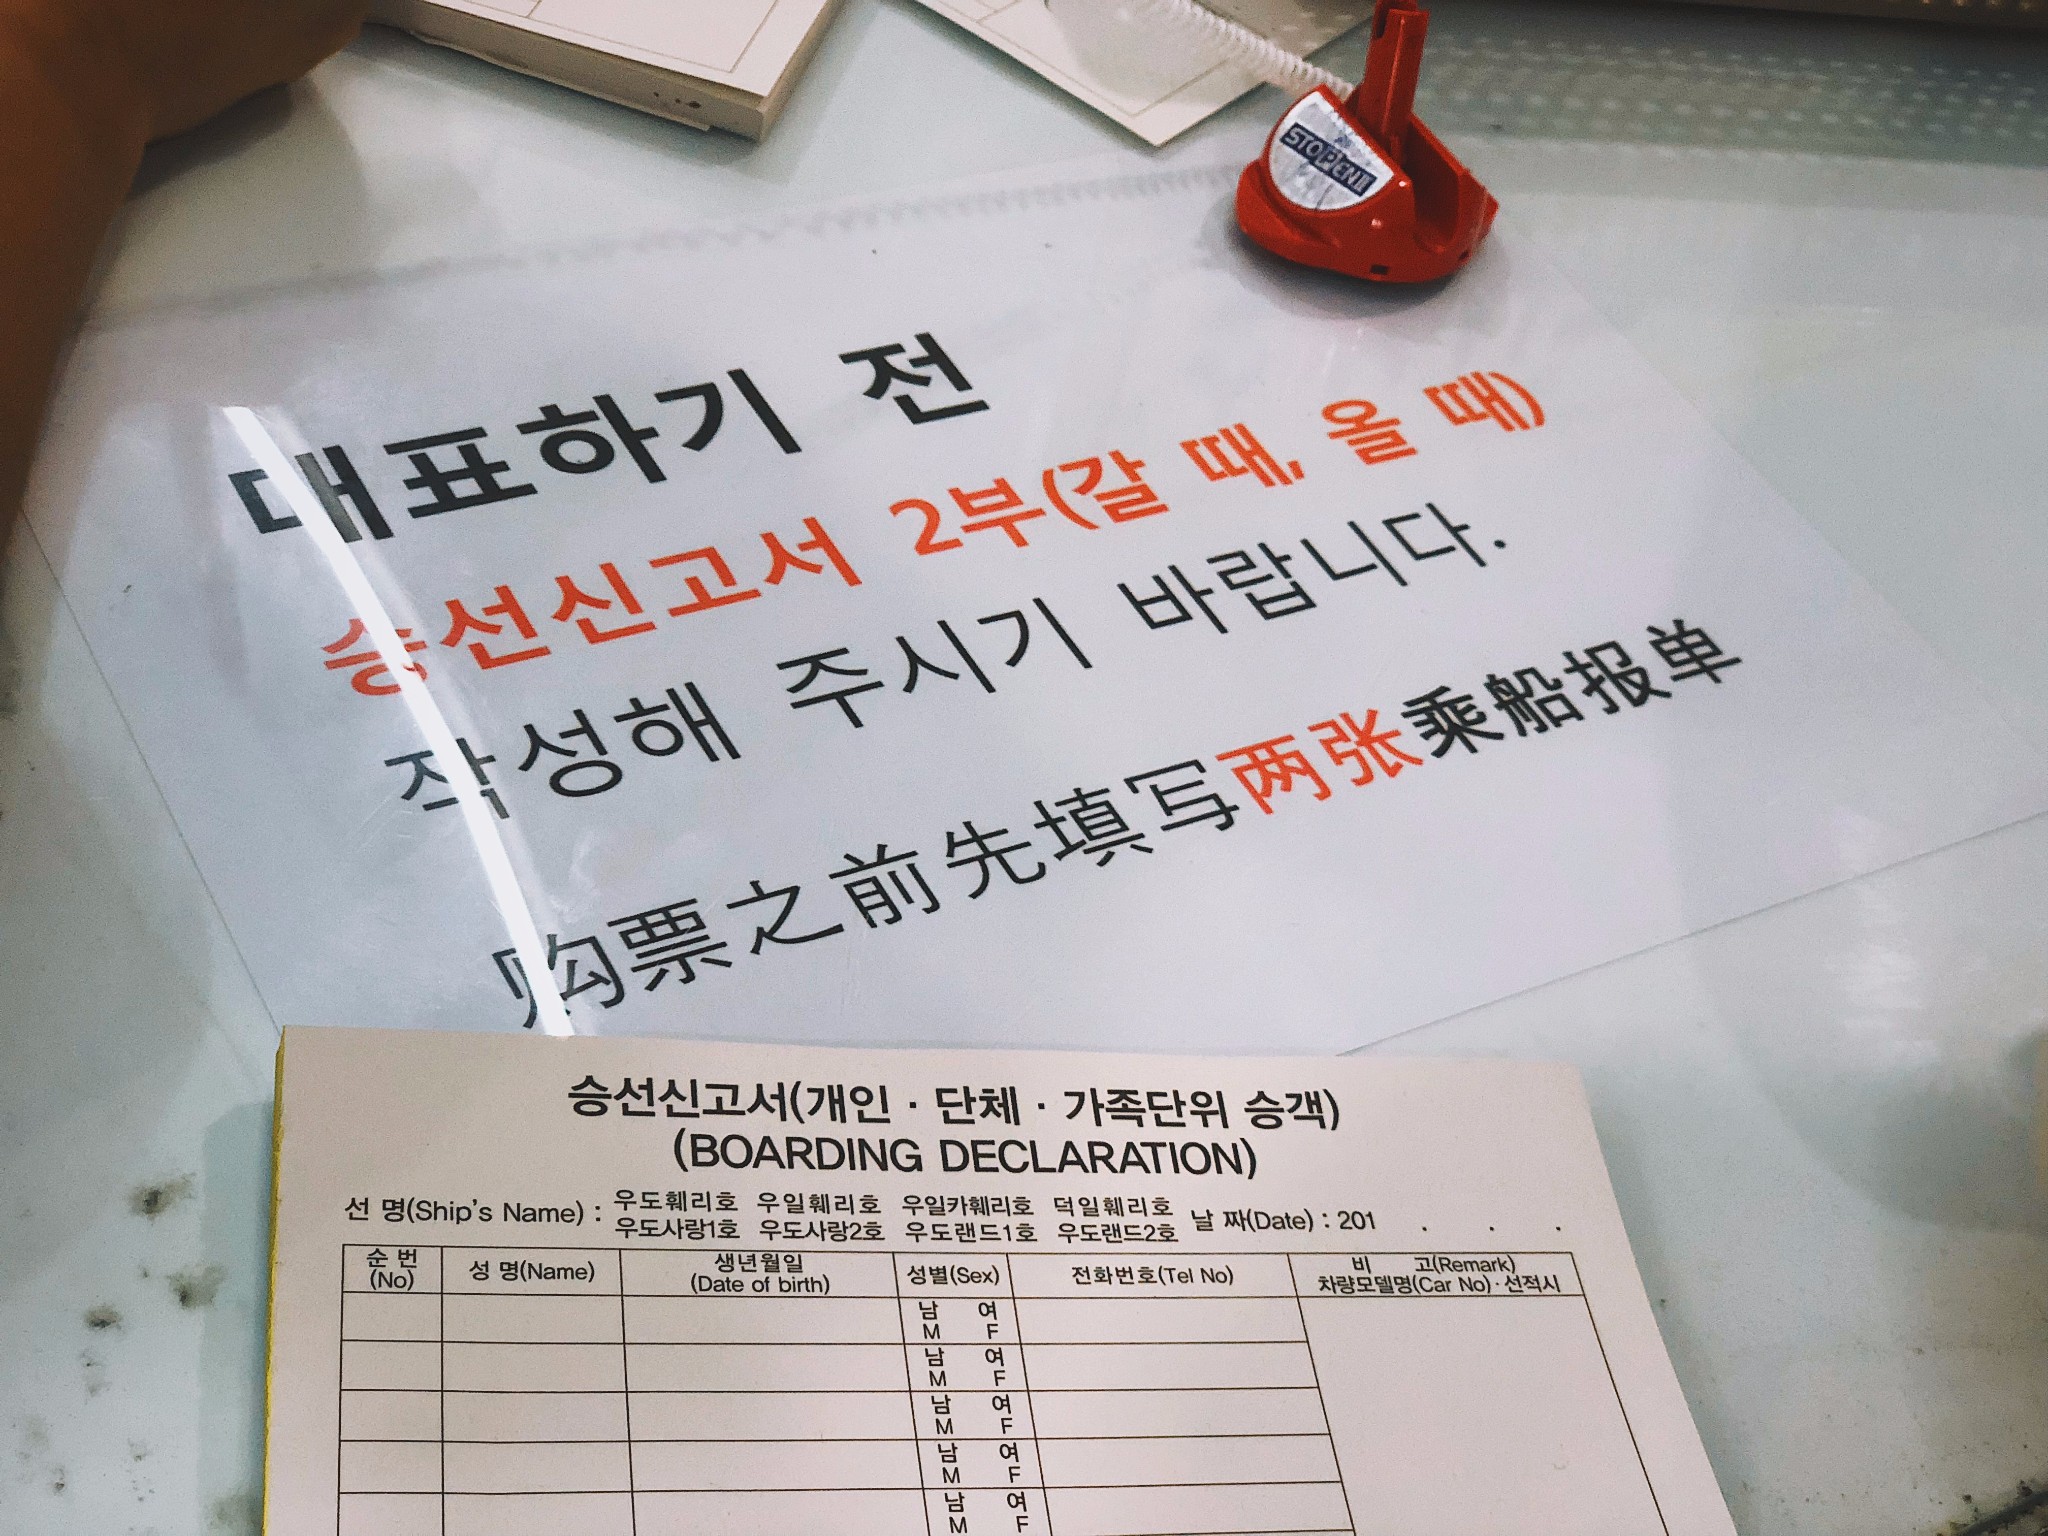 STOPENⅡ
대표하기 전
승선신고서 2부(갈 때, 올 때)
작성해 주시기 바랍니다.
购票之前先填写两张乘船报单
승선신고서(개인 · 단체 · 가족단위 승객)
(BOARDING DECLARATION)
선 명(Ship's Name) : 우도훼리호 우일훼리호 우일카훼리호 덕일훼리호
우도사랑1호 우도사랑2호 우도랜드1호 우도랜드2호 날 짜(Date) : 201 . . .
순 번 (No) 성 명(Name) 생년월일 (Date of birth) 성별(Sex) 전화번호(Tel No) 비 고(Remark) 차량모델명(Car No)·선적시
남 여
M F
남 여
M F
남 여
M F
남 여
M F
남 여
M F